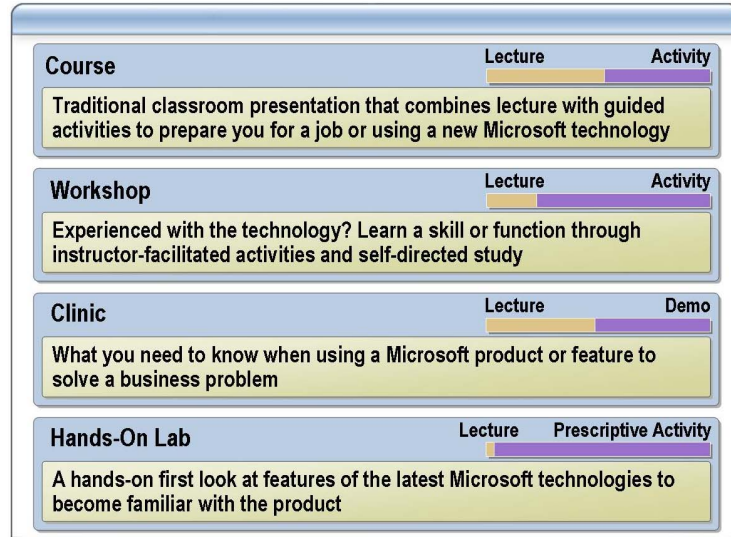 Course
Lecture Activity
Traditional classroom presentation that combines lecture with guided
activities to prepare you for a job or using a new Microsoft technology
Workshop
Lecture Activity
Experienced with the technology? Learn a skill or function through
instructor-facilitated activities and self-directed study
Clinic
Lecture Demo
What you need to know when using a Microsoft product or feature to
solve a business problem
Hands-On Lab
Lecture Prescriptive Activity
A hands-on first look at features of the latest Microsoft technologies to
become familiar with the product